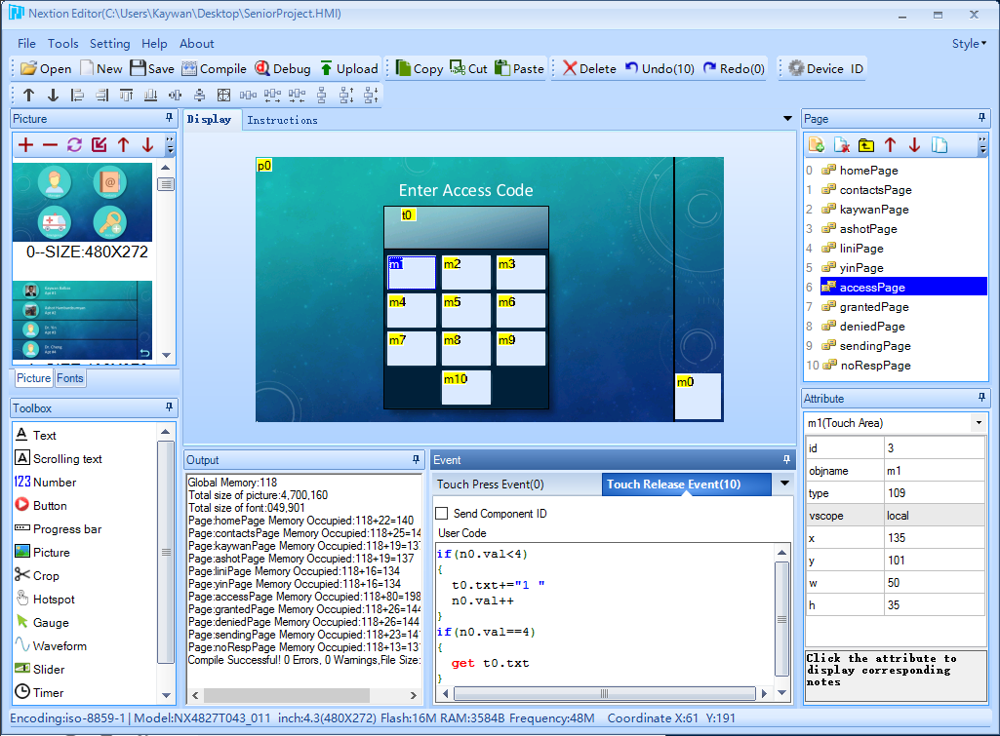 Nextion Editor(C:\Users\Kaywan\Desktop\SeniorProject.HMI)
File Tools Setting Help About Style
Open New Save Compile Debug Upload Copy Cut Paste Delete Undo(10) Redo(0) Device ID
Picture
0--SIZE:480X272
Picture Fonts
Toolbox
Text
Scrolling text
Number
Button
Progress bar
Picture
Crop
Hotspot
Gauge
Waveform
Slider
Timer
Display Instructions
p0
Enter Access Code
t0
m1 m2 m3
m4 m5 m6
m7 m8 m9
m10
m0
Output
Global Memory:118
Total size of picture:4,700,160
Total size of font:049,901
Page:homePage Memory Occupied:118+22=140
Page:contactsPage Memory Occupied:118+25=14
Page:kaywanPage Memory Occupied:118+19=137
Page:ashotPage Memory Occupied:118+19=137
Page:liniPage Memory Occupied:118+16=134
Page:yinPage Memory Occupied:118+16=134
Page:accessPage Memory Occupied:118+80=198
Page:grantedPage Memory Occupied:118+26=144
Page:deniedPage Memory Occupied:118+26=144
Page:sendingPage Memory Occupied:118+23=141
Page:noRespPage Memory Occupied:118+13=131
Compile Successful! 0 Errors, 0 Warnings,File Size:
Event
Touch Press Event(0) Touch Release Event(10)
Send Component ID
User Code
if(n0.val<4)
{
t0.txt+="1 "
n0.val++
}
if(n0.val==4)
{
get t0.txt
}
Page
0 homePage
1 contactsPage
2 kaywanPage
3 ashotPage
4 liniPage
5 yinPage
6 accessPage
7 grantedPage
8 deniedPage
9 sendingPage
10 noRespPage
Attribute
m1(Touch Area)
id 3
objname m1
type 109
vscope local
x 135
y 101
w 50
h 35
Click the attribute to
display corresponding
notes
Encoding:iso-8859-1 Model:NX4827T043_011 inch:4.3(480X272) Flash:16M RAM:3584B Frequency:48M Coordinate X:61 Y:191